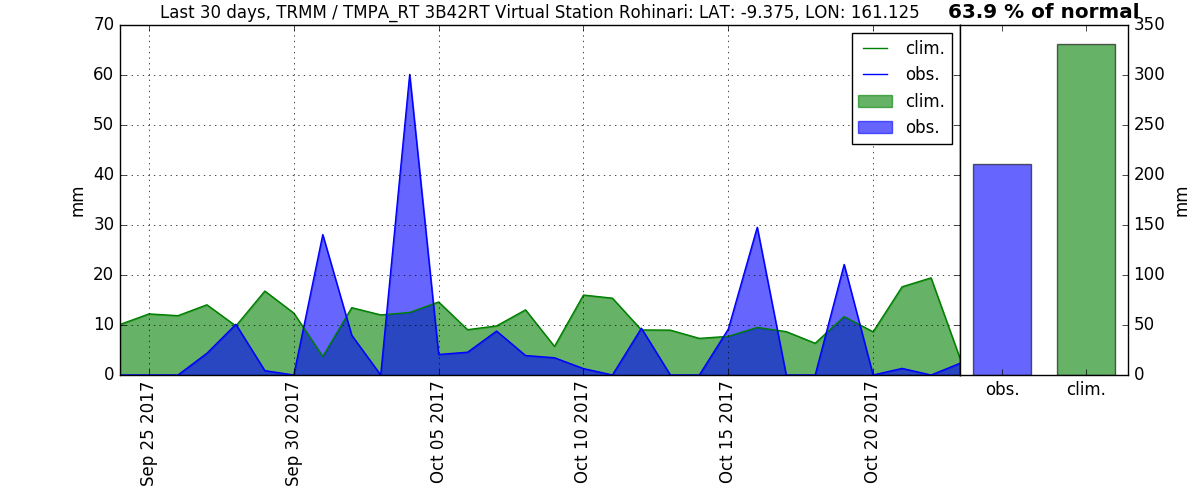 Last 30 days, TRMM / TMPA_RT 3B42RT Virtual Station Rohinari: LAT: -9.375, LON: 161.125
63.9 % of normal
70
60
50
40
30
20
10
0
mm
clim.
obs.
clim.
obs.
Sep 25 2017
Sep 30 2017
Oct 05 2017
Oct 10 2017
Oct 15 2017
Oct 20 2017
350
300
250
200
150
100
50
0
mm
obs.
clim.